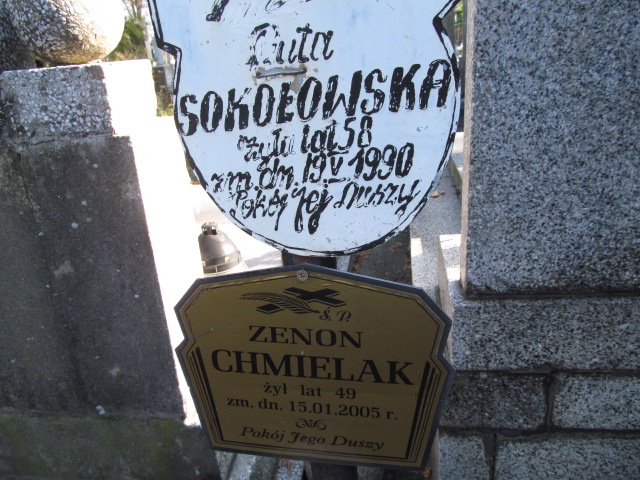 SOKOŁOWSKA
żyła lat 58
zm. dn. 19 V 1990
Pokój Jej Duszy
Ś. P.
ZENON
CHMIELAK
żył lat 49
zm. dn. 15.01.2005 r.
Pokój Jego Duszy